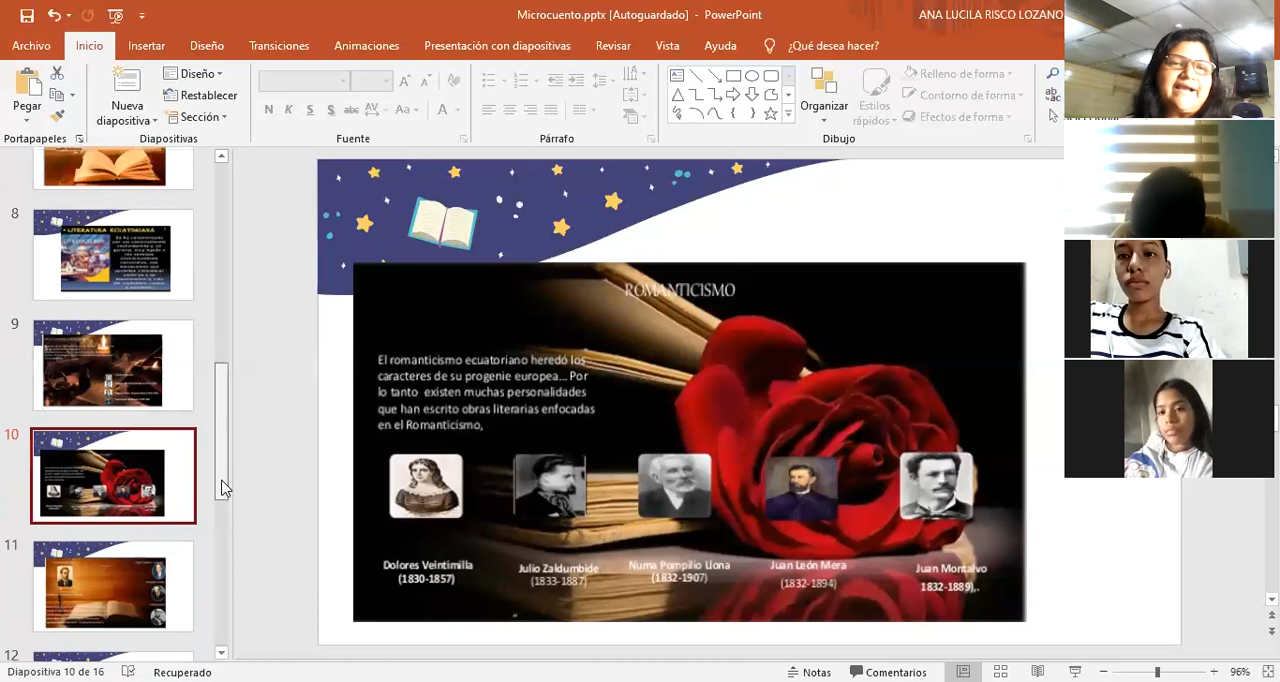 Microcuento.pptx [Autoguardado] - PowerPoint
ANA LUCILA RISCO LOZANO
Archivo Inicio Insertar Diseño Transiciones Animaciones Presentación con diapositivas Revisar Vista Ayuda ¿Qué desea hacer?
Pegar
Nueva diapositiva
Diseño
Restablecer
Sección
N K S S abc AV Aa A
Organizar
Estilos rápidos
Relleno de forma
Contorno de forma
Efectos de forma
Portapapeles Diapositivas Fuente Párrafo Dibujo
8
LITERATURA ECUATORIANA
9
10
11
12
ROMANTICISMO
El romanticismo ecuatoriano heredó los
caracteres de su progenie europea... Por
lo tanto existen muchas personalidades
que han escrito obras literarias enfocadas
en el Romanticismo,
Dolores Veintimilla
(1830-1857)
Julio Zaldumbide
(1833-1887)
Numa Pompilio Llona
(1832-1907)
Juan León Mera
(1832-1894)
Juan Montalvo
1832-1889),.
Diapositiva 10 de 16 Recuperado Notas Comentarios 96%